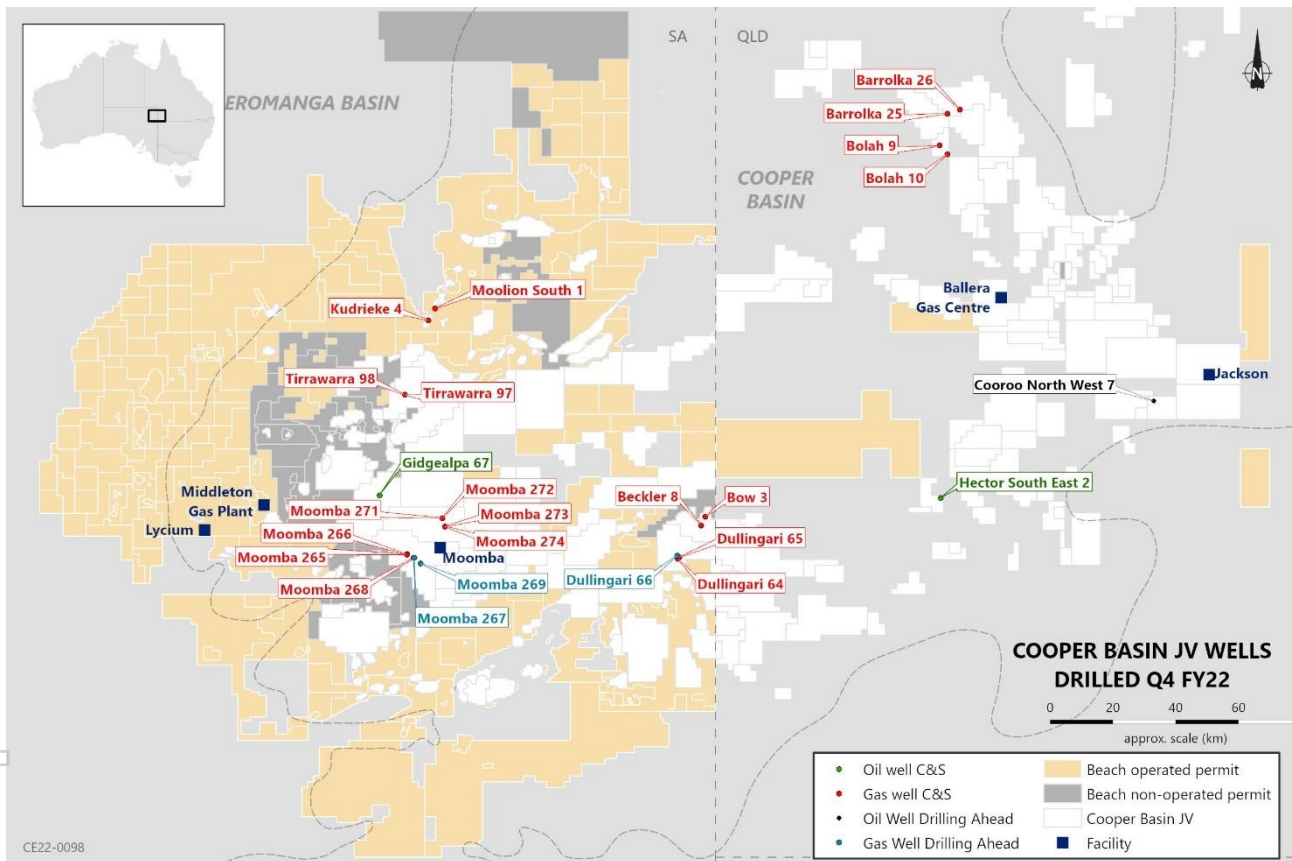 SA
QLD
EROMANGA BASIN
N
COOPER
BASIN
Barrolka 26
Barrolka 25
Bolah 9
Bolah 10
Moolion South 1
Kudrieke 4
Ballera
Gas Centre
Tirrawarra 98
Tirrawarra 97
Jackson
Cooroo North West 7
Gidgealpa 67
Hector South East 2
Middleton
Gas Plant
Lycium
Moomba 272
Moomba 271
Moomba 273
Moomba 274
Moomba 266
Moomba 265
Moomba
Moomba 268
Moomba 269
Moomba 267
Beckler 8
Bow 3
Dullingari 65
Dullingari 66
Dullingari 64
COOPER BASIN JV WELLS
DRILLED Q4 FY22
0 20 40 60
approx. scale (km)
Oil well C&S
Gas well C&S
Oil Well Drilling Ahead
Gas Well Drilling Ahead
Beach operated permit
Beach non-operated permit
Cooper Basin JV
Facility
CE22-0098